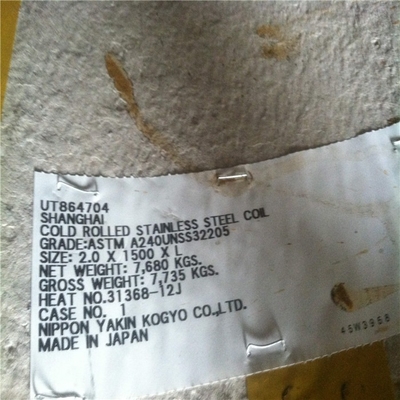 UT864704
SHANGHAI
COLD ROLLED STAINLESS STEEL COIL
GRADE:ASTM A240UNSS32205
SIZE: 2.0 X 1500 X L
NET WEIGHT: 7,680 KGS.
GROSS WEIGHT: 7,735 KGS.
HEAT NO.31368-12J
CASE NO. 1
NIPPON YAKIN KOGYO CO.,LTD.
MADE IN JAPAN
45W3958